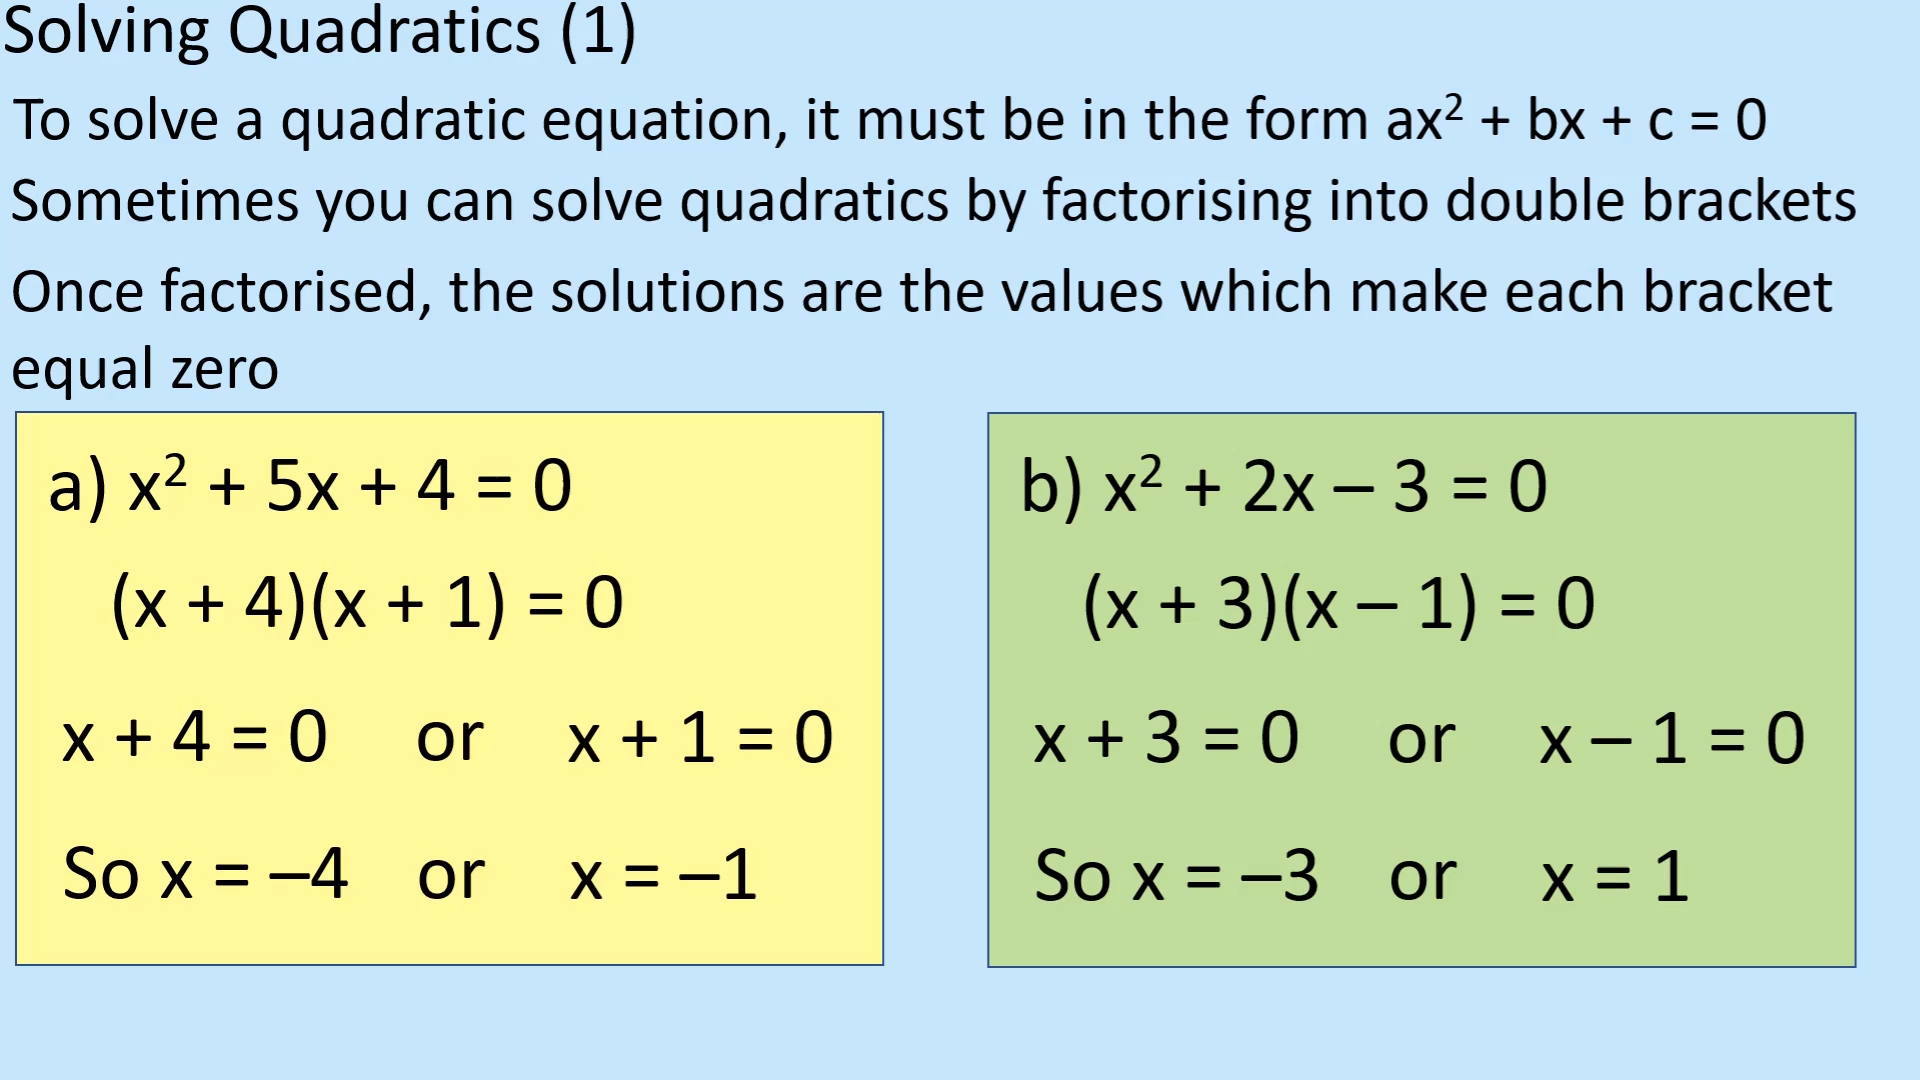 Solving Quadratics (1)
To solve a quadratic equation, it must be in the form ax² + bx + c = 0
Sometimes you can solve quadratics by factorising into double brackets
Once factorised, the solutions are the values which make each bracket
equal zero
a) x² + 5x + 4 = 0
(x + 4)(x + 1) = 0
x + 4 = 0 or x + 1 = 0
So x = –4 or x = –1
b) x² + 2x – 3 = 0
(x + 3)(x – 1) = 0
x + 3 = 0 or x – 1 = 0
So x = –3 or x = 1